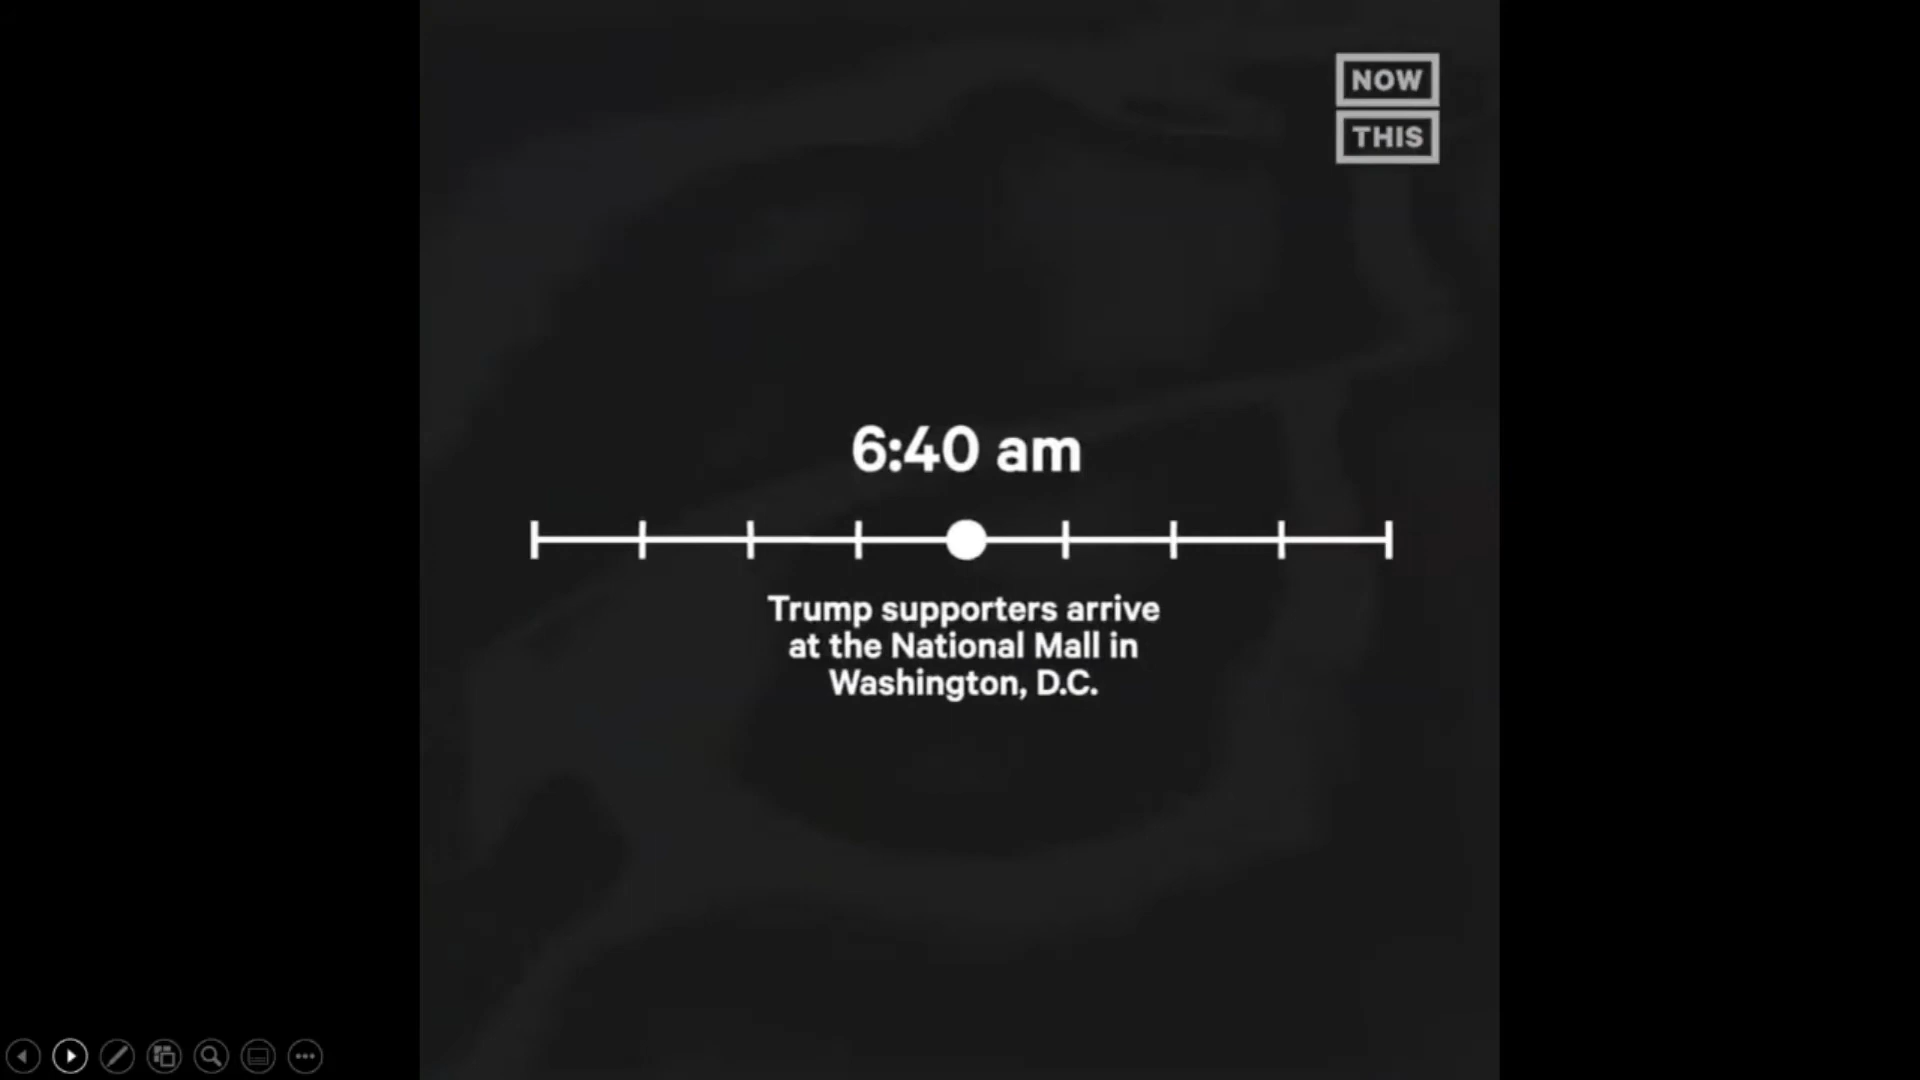 NOW
THIS
6:40 am
Trump supporters arrive
at the National Mall in
Washington, D.C.